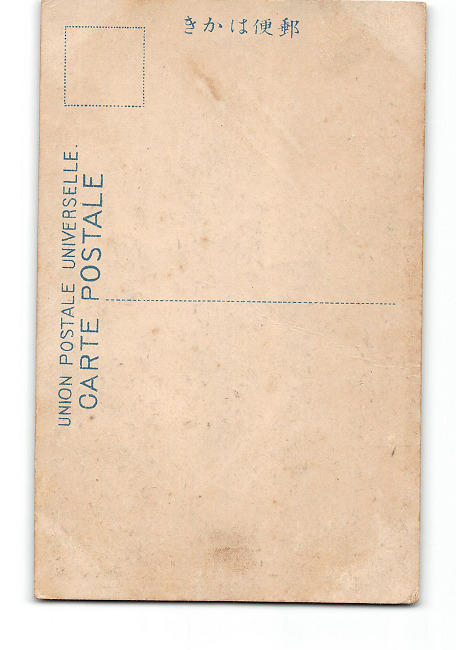 きかは便郵
UNION POSTALE UNIVERSELLE.
CARTE POSTALE